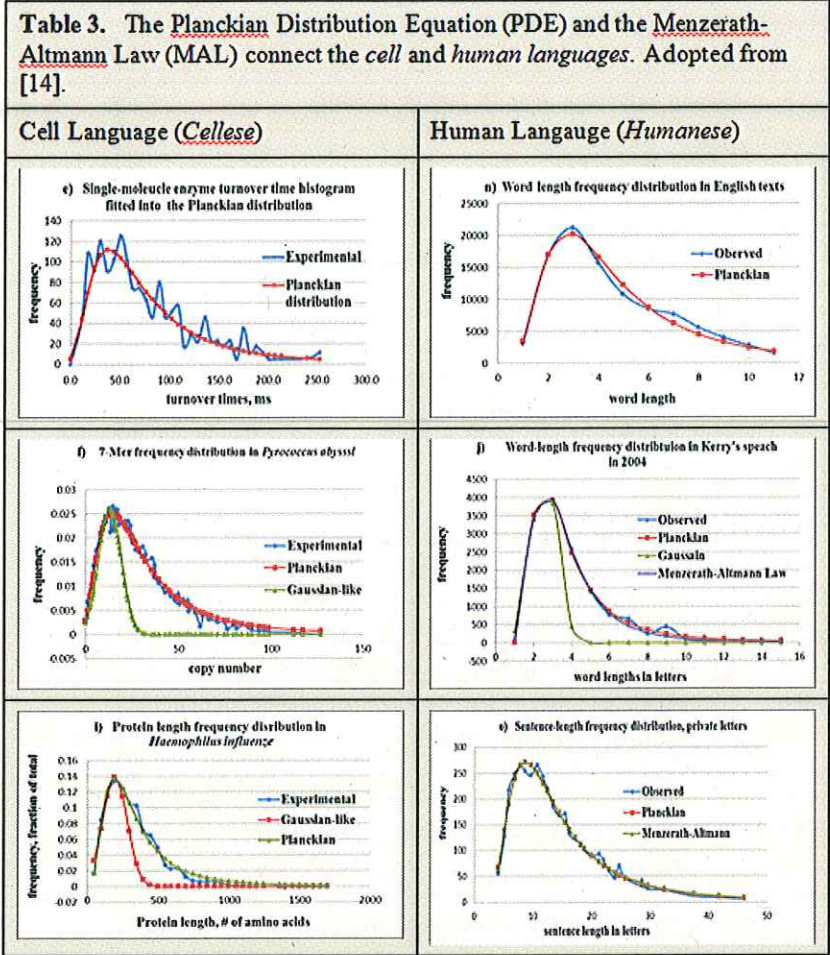 Table 3. The Planckian Distribution Equation (PDE) and the Menzerath-
Altmann Law (MAL) connect the cell and human languages. Adopted from
[14].
Cell Language (Cellese)
Human Langauge (Humanese)
e) Single-moleucle enzyme turnover time histogram
fitted into the Planckian distribution
frequency
140
120
100
80
60
40
20
0
0.0 50.0 100.0 150.0 200.0 250.0 300.0
turnover times, ms
Experimental
Planckian
distribution
n) Word length frequency distribution in English texts
frequency
25000
20000
15000
10000
5000
0
0 2 4 6 8 10 12
word length
Oberved
Planckian
f) 7-Mer frequency distribution in Pyrococcus abyssi
frequency
0.03
0.025
0.02
0.015
0.01
0.005
0
-0.005
0 50 100 150
copy number
Experimental
Planckian
Gaussian-like
j) Word-length frequency distribtuion in Kerry's speach
in 2004
frequency
4500
4000
3500
3000
2500
2000
1500
1000
500
0
-500
0 2 4 6 8 10 12 14 16
word lengths in letters
Observed
Planckian
Gaussain
Menzerath-Altmann Law
i) Protein length frequency disribution in
Haemophilus influenze
frequency, fraction of total
0.16
0.14
0.12
0.1
0.08
0.06
0.04
0.02
0
-0.02
0 500 1000 1500 2000
Protein length, # of amino acids
Experimental
Gausslan-like
Planckian
o) Sentence-length frequency distribution, private letters
frequency
300
250
200
150
100
50
0
0 10 20 30 40 50
sentence length in letters
Observed
Planckian
Menzerath-Altmann